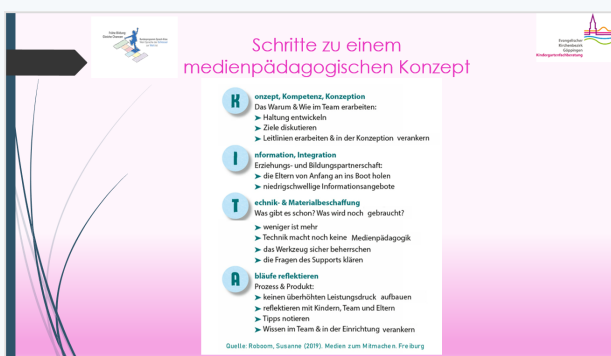 Frühe Bildung
Gleiche Chancen
Evangelischer
Kirchenbezirk
Göppingen
Kindergartenfachberatung
Schritte zu einem
medienpädagogischen Konzept
K onzept, Kompetenz, Konzeption
Das Warum & Wie im Team erarbeiten:
➤ Haltung entwickeln
➤ Ziele diskutieren
➤ Leitlinien erarbeiten & in der Konzeption verankern
I nformation, Integration
Erziehungs- und Bildungspartnerschaft:
➤ die Eltern von Anfang an ins Boot holen
➤ niedrigschwellige Informationsangebote
T echnik- & Materialbeschaffung
Was gibt es schon? Was wird noch gebraucht?
➤ weniger ist mehr
➤ Technik macht noch keine Medienpädagogik
➤ das Werkzeug sicher beherrschen
➤ die Fragen des Supports klären
A bläufe reflektieren
Prozess & Produkt:
➤ keinen überhöhten Leistungsdruck aufbauen
➤ reflektieren mit Kindern, Team und Eltern
➤ Tipps notieren
➤ Wissen im Team & in der Einrichtung verankern
Quelle: Roboom, Susanne (2019). Medien zum Mitmachen. Freiburg